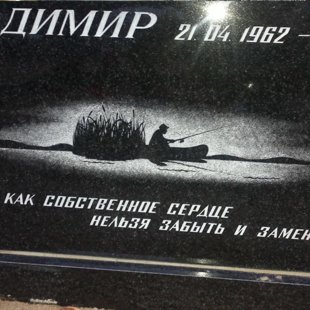 ДИМИР 21 04 1962 –
КАК СОБСТВЕННОЕ СЕРДЦЕ
НЕЛЬЗЯ ЗАБЫТЬ И ЗАМЕН